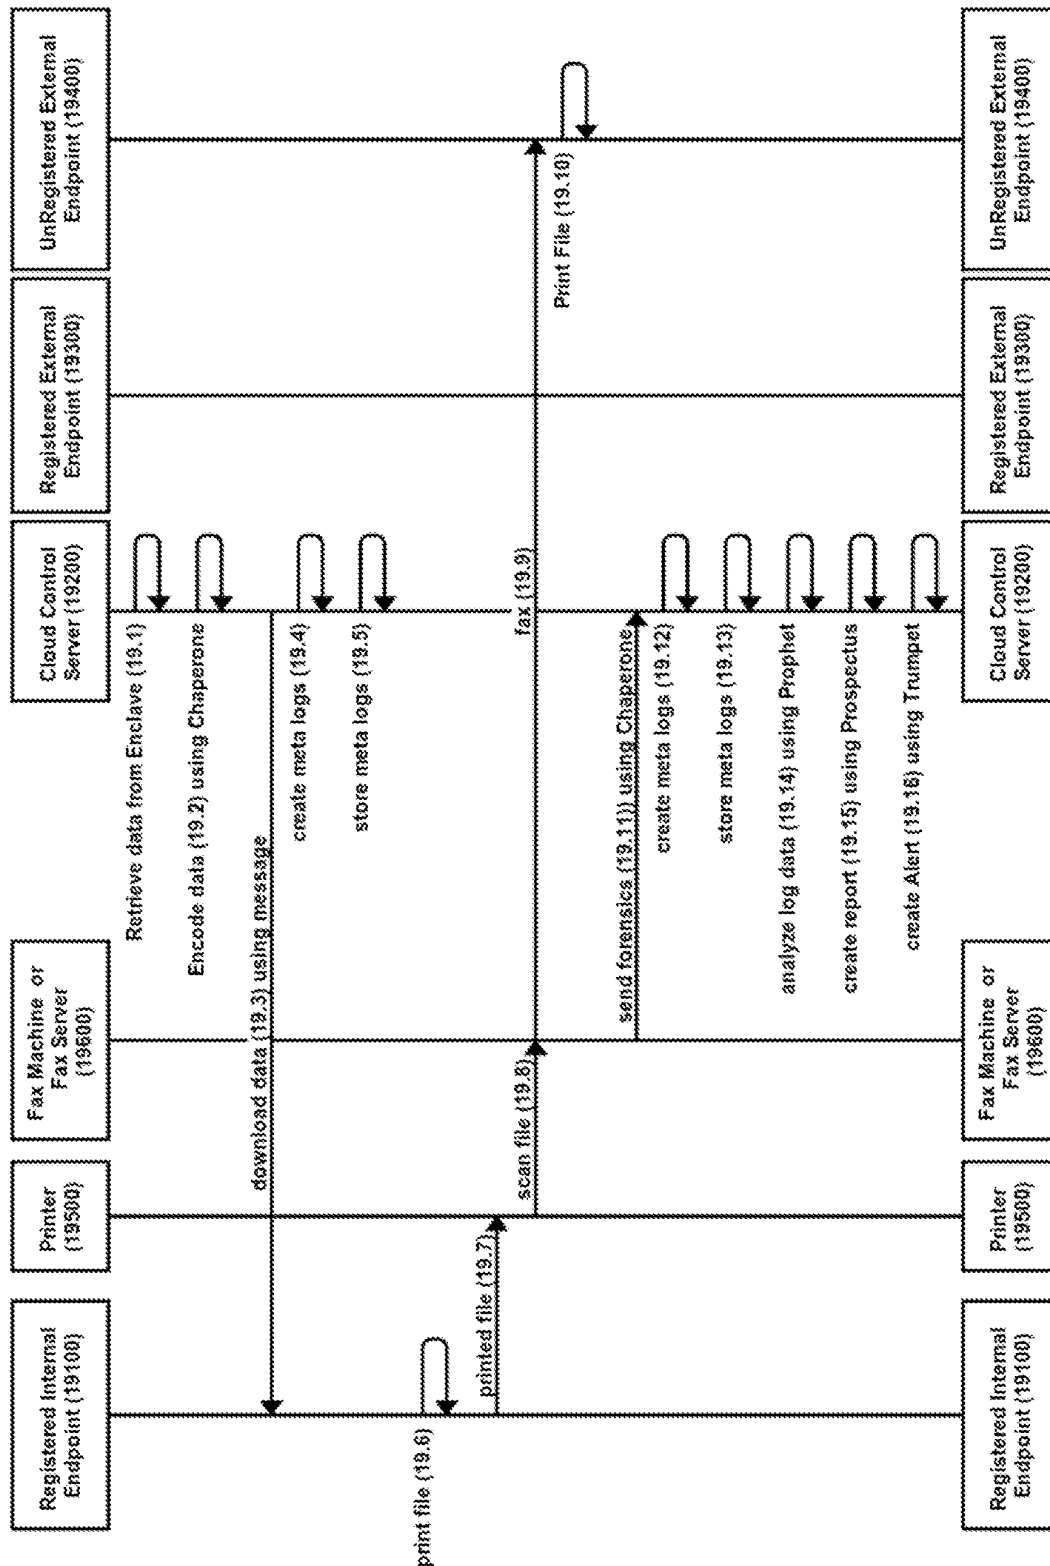 Registered Internal
Endpoint (19100)
Printer
(19500)
Fax Machine or
Fax Server
(19600)
Cloud Control
Server (19200)
Registered External
Endpoint (19300)
UnRegistered External
Endpoint (19400)
Retrieve data from Enclave (19.1)
Encode data (19.2) using Chaperone
download data (19.3) using message
create meta logs (19.4)
store meta logs (19.5)
print file (19.6)
printed file (19.7)
scan file (19.8)
fax (19.9)
Print File (19.10)
send forensics (19.11)) using Chaperone
create meta logs (19.12)
store meta logs (19.13)
analyze log data (19.14) using Prophet
create report (19.15) using Prospectus
create Alert (19.16) using Trumpet
Registered Internal
Endpoint (19100)
Printer
(19500)
Fax Machine or
Fax Server
(19600)
Cloud Control
Server (19200)
Registered External
Endpoint (19300)
UnRegistered External
Endpoint (19400)